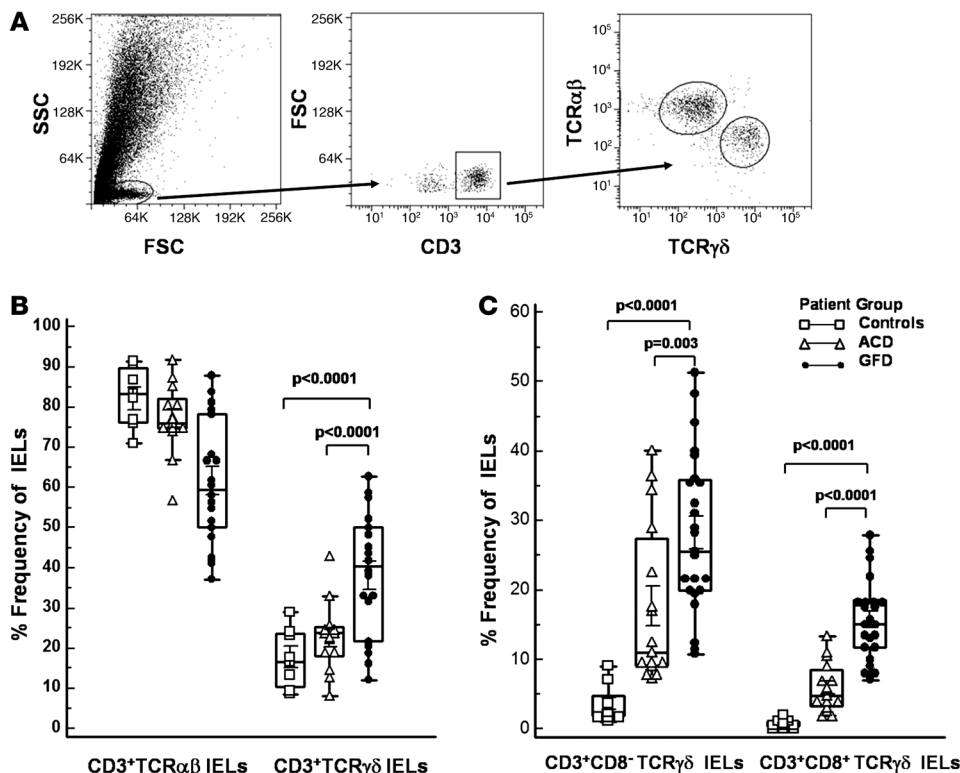 A
SSC
256K
192K
128K
64K
64K 128K 192K 256K
FSC
FSC
256K
192K
128K
64K
10¹ 10² 10³ 10⁴ 10⁵
CD3
TCRαβ
10⁵
10⁴
10³
10²
10¹
10¹ 10² 10³ 10⁴ 10⁵
TCRγδ
B
% Frequency of IELs
100
90
80
70
60
50
40
30
20
10
0
p<0.0001
p<0.0001
CD3⁺TCRαβ IELs CD3⁺TCRγδ IELs
C
% Frequency of IELs
60
50
40
30
20
10
0
p<0.0001
p=0.003
p<0.0001
p<0.0001
Patient Group
Controls
ACD
GFD
CD3⁺CD8⁻TCRγδ IELs CD3⁺CD8⁺TCRγδ IELs